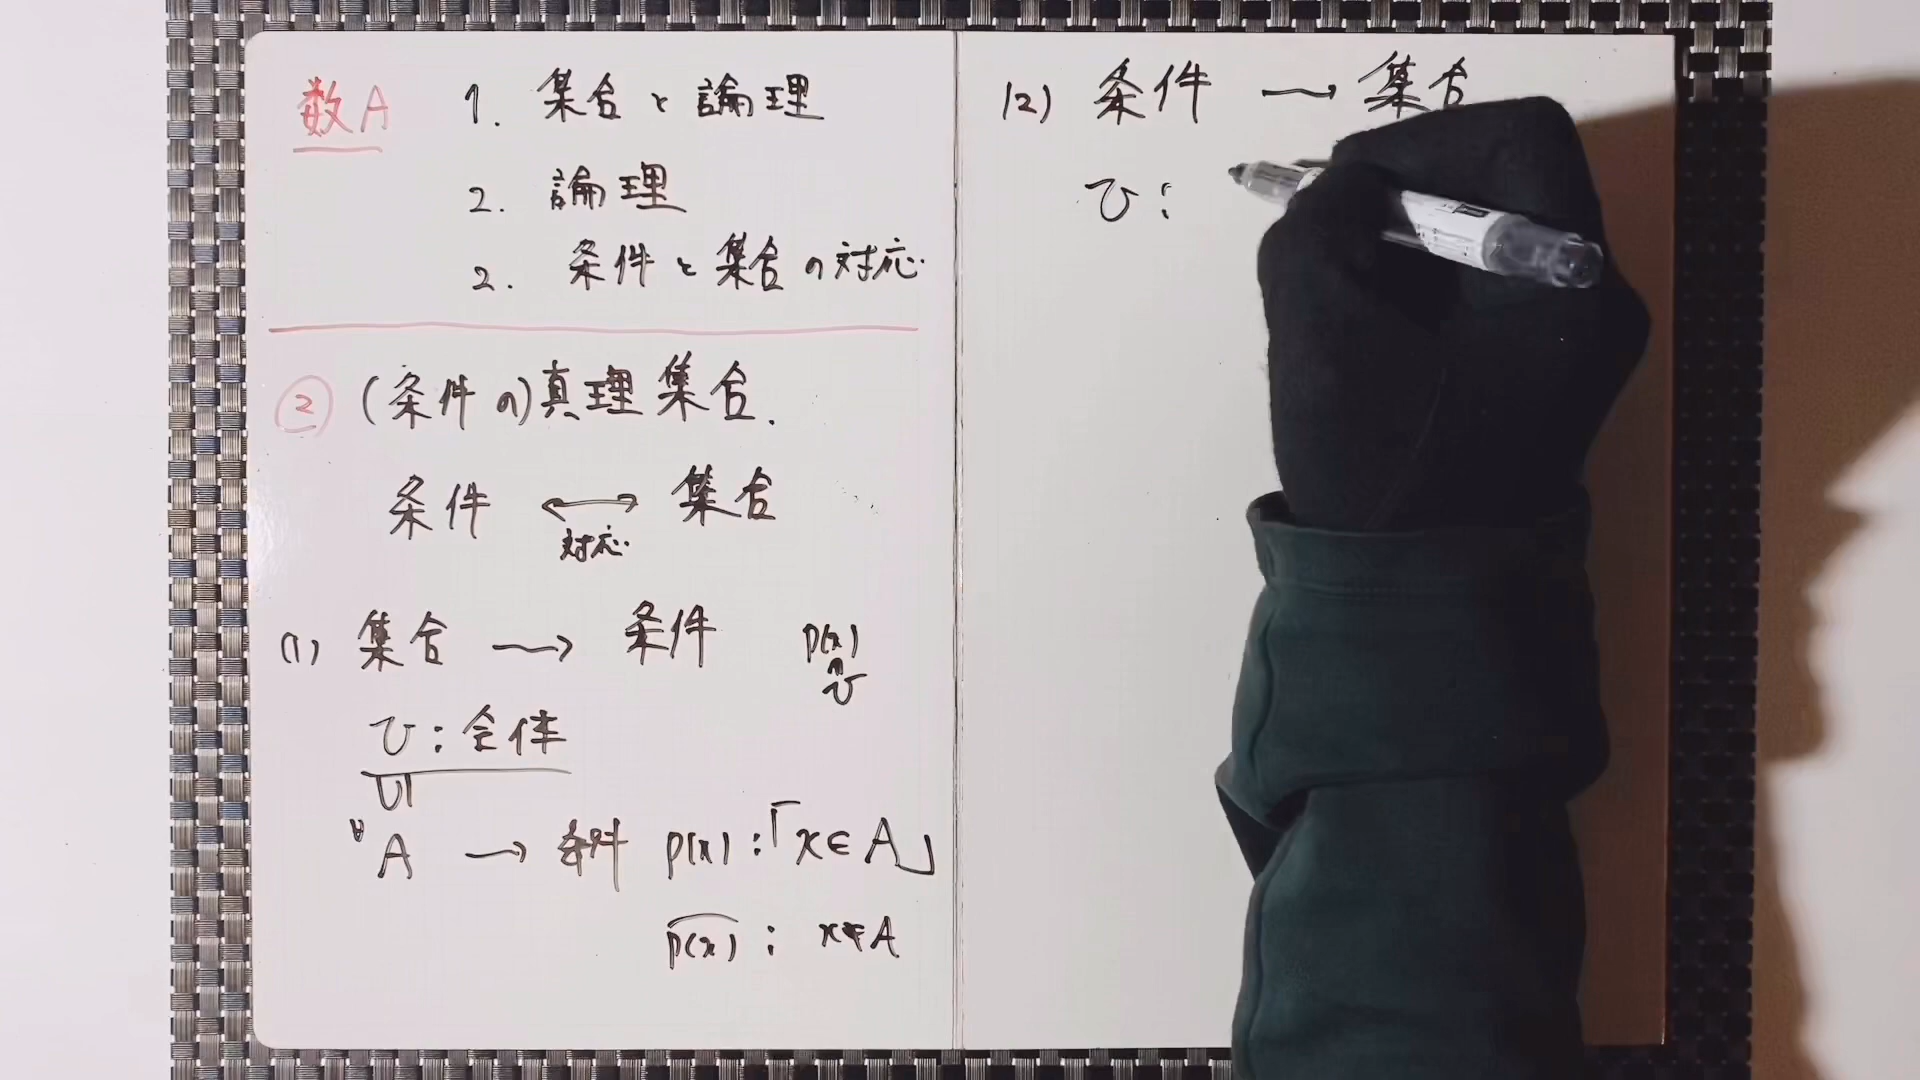 数A 1. 集合と論理
2. 論理
2. 条件と集合の対応
② (条件の)真理集合.
条件 ⟷ 集合
対応
(1) 集合 → 条件 p(x)
U
U : 全体
∪|
∀A → 条件 p(x) :「x∈A」
p(x)‾ : x∉A
(2) 条件 → 集合
U :